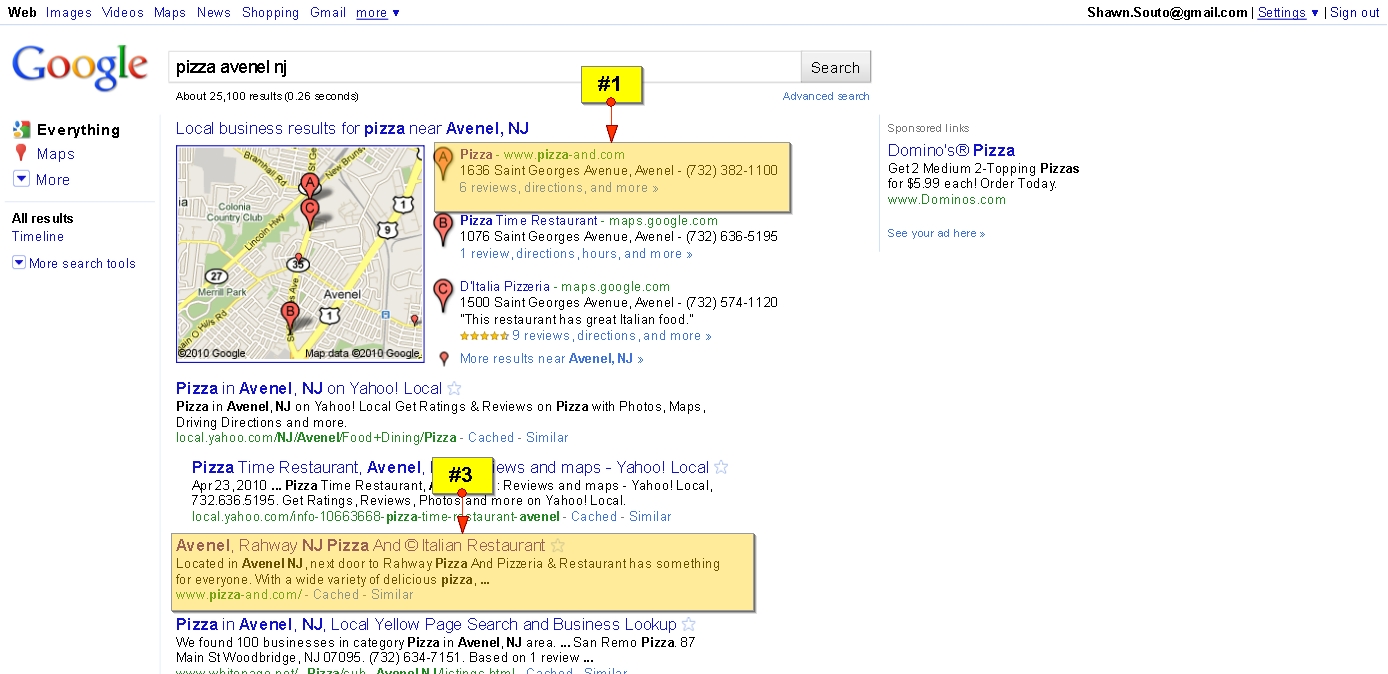 Web Images Videos Maps News Shopping Gmail more ▼
Shawn.Souto@gmail.com | Settings ▼ | Sign out
Google
pizza avenel nj
Search
About 25,100 results (0.26 seconds)
Advanced search
#1
Everything
Maps
More
All results
Timeline
More search tools
Local business results for pizza near Avenel, NJ
Bramhall Rd
St Ge
New Bruns
Colonia
Country Club
Lincoln Hwy
1
9
35
27
Merrill Park
Avenel
1
A
C
B
©2010 Google
Map data ©2010 Google
A
Pizza - www.pizza-and.com
1636 Saint Georges Avenue, Avenel - (732) 382-1100
6 reviews, directions, and more »
B
Pizza Time Restaurant - maps.google.com
1076 Saint Georges Avenue, Avenel - (732) 636-5195
1 review, directions, hours, and more »
C
D'Italia Pizzeria - maps.google.com
1500 Saint Georges Avenue, Avenel - (732) 574-1120
"This restaurant has great Italian food."
9 reviews, directions, and more »
More results near Avenel, NJ »
Sponsored links
Domino's® Pizza
Get 2 Medium 2-Topping Pizzas
for $5.99 each! Order Today.
www.Dominos.com
See your ad here »
Pizza in Avenel, NJ on Yahoo! Local
Pizza in Avenel, NJ on Yahoo! Local Get Ratings & Reviews on Pizza with Photos, Maps,
Driving Directions and more.
local.yahoo.com/NJ/Avenel/Food+Dining/Pizza - Cached - Similar
Pizza Time Restaurant, Avenel, ews and maps - Yahoo! Local
#3
Apr 23, 2010 ... Pizza Time Restaurant, : Reviews and maps - Yahoo! Local,
732.636.5195. Get Ratings, Reviews, Photos and more on Yahoo! Local.
local.yahoo.com/info-10663668-pizza-time-restaurant-avenel - Cached - Similar
Avenel, Rahway NJ Pizza And © Italian Restaurant
Located in Avenel NJ, next door to Rahway Pizza And Pizzeria & Restaurant has something
for everyone. With a wide variety of delicious pizza, ...
www.pizza-and.com/ - Cached - Similar
Pizza in Avenel, NJ, Local Yellow Page Search and Business Lookup
We found 100 businesses in category Pizza in Avenel, NJ area. ... San Remo Pizza. 87
Main St Woodbridge, NJ 07095. (732) 634-7151. Based on 1 review ...